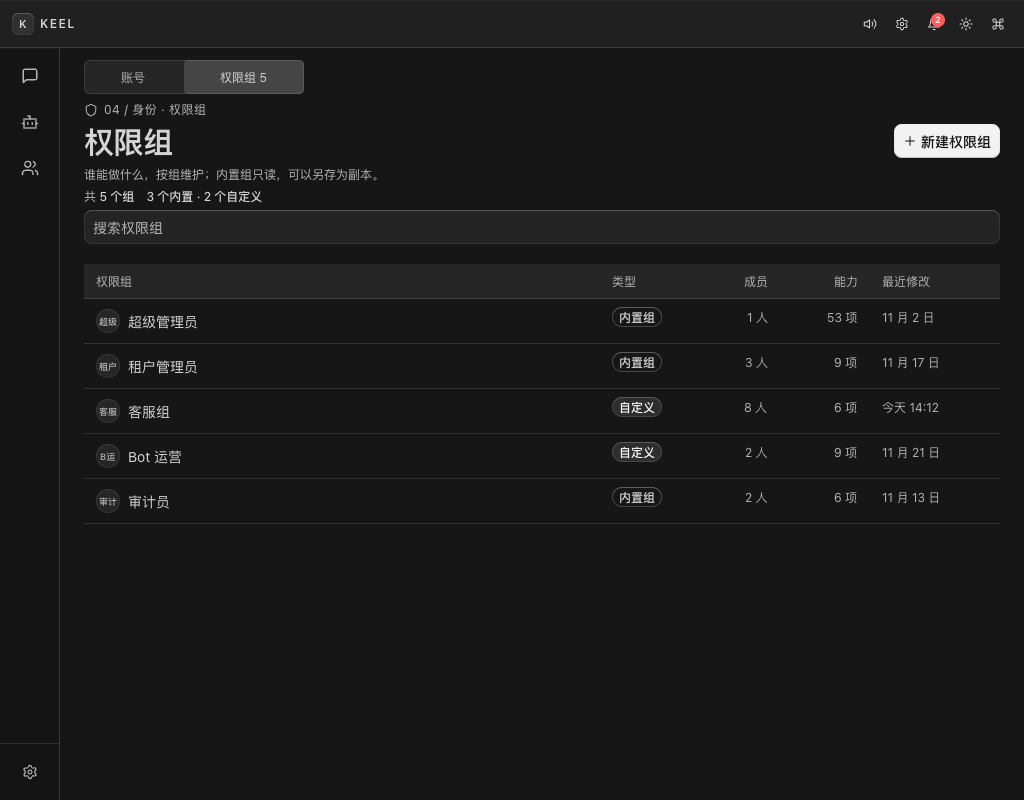 K KEEL
2
账号
权限组 5
04 / 身份 · 权限组
权限组
+ 新建权限组
谁能做什么，按组维护；内置组只读，可以另存为副本。
共 5 个组 3 个内置 · 2 个自定义
搜索权限组
权限组 类型 成员 能力 最近修改
超级 超级管理员 内置组 1 人 53 项 11 月 2 日
租户 租户管理员 内置组 3 人 9 项 11 月 17 日
客服 客服组 自定义 8 人 6 项 今天 14:12
B运 Bot 运营 自定义 2 人 9 项 11 月 21 日
审计 审计员 内置组 2 人 6 项 11 月 13 日